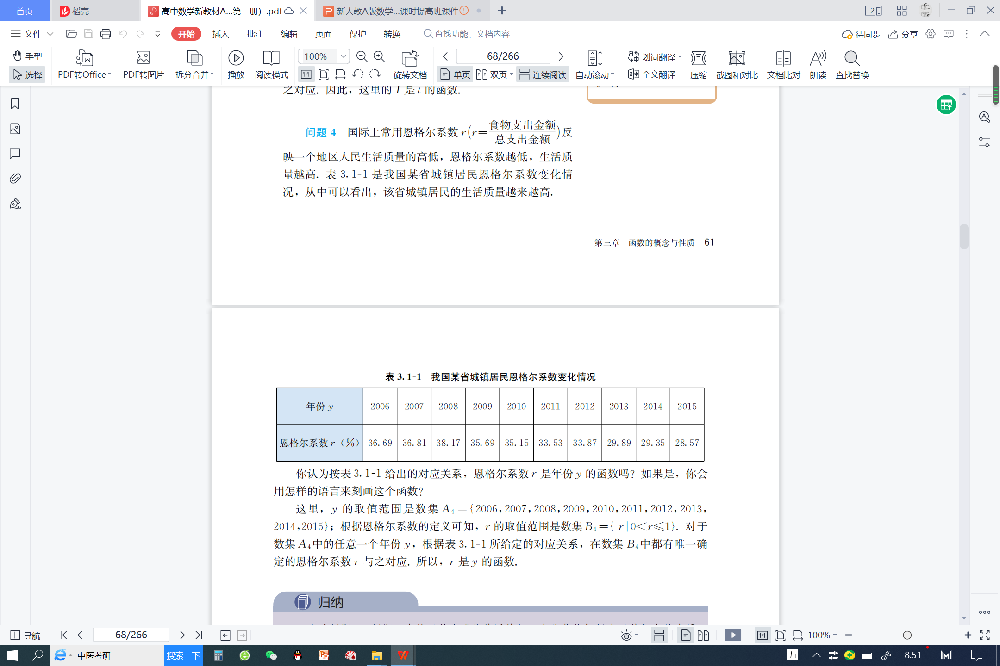 首页
稻壳
高中数学新教材A...第一册）.pdf
新人教A版数学...课时提高班课件
文件
开始
插入
批注
编辑
页面
保护
转换
查找功能、文档内容
待同步
分享
手型
选择
PDF转Office
PDF转图片
拆分合并
播放
阅读模式
100%
旋转文档
68/266
单页
双页
连续阅读
自动滚动
划词翻译
全文翻译
压缩
截图和对比
文档比对
朗读
查找替换
之对应. 因此，这里的 I 是 t 的函数.
问题 4 国际上常用恩格尔系数 r(r=食物支出金额/总支出金额)反
映一个地区人民生活质量的高低，恩格尔系数越低，生活质
量越高. 表 3.1-1 是我国某省城镇居民恩格尔系数变化情
况，从中可以看出，该省城镇居民的生活质量越来越高.
第三章 函数的概念与性质 61
表 3.1-1 我国某省城镇居民恩格尔系数变化情况
年份 y 2006 2007 2008 2009 2010 2011 2012 2013 2014 2015
恩格尔系数 r（%） 36.69 36.81 38.17 35.69 35.15 33.53 33.87 29.89 29.35 28.57
你认为按表 3.1-1 给出的对应关系，恩格尔系数 r 是年份 y 的函数吗？如果是，你会
用怎样的语言来刻画这个函数？
这里，y 的取值范围是数集 A₄＝{2006，2007，2008，2009，2010，2011，2012，2013，
2014，2015}；根据恩格尔系数的定义可知，r 的取值范围是数集 B₄＝{ r|0＜r≤1}. 对于
数集 A₄中的任意一个年份 y，根据表 3.1-1 所给定的对应关系，在数集 B₄中都有唯一确
定的恩格尔系数 r 与之对应. 所以，r 是 y 的函数.
归纳
导航
68/266
100%
中医考研
搜索一下
五
8:51